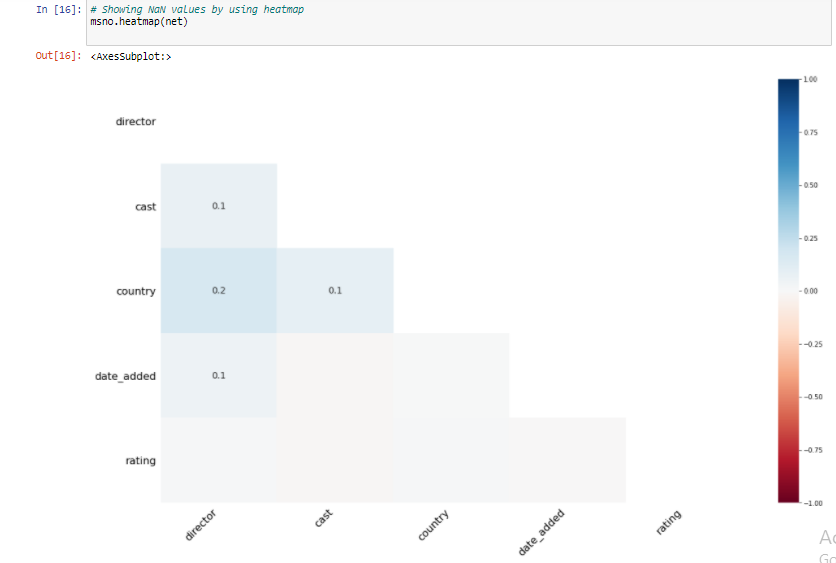 In [16]: # Showing NaN values by using heatmap
msno.heatmap(net)
Out[16]: <AxesSubplot:>
1.00
director
0.75
cast 0.1
0.50
0.25
country 0.2 0.1
0.00
−0.25
date_added 0.1
−0.50
rating
−0.75
−1.00
director cast country date_added rating